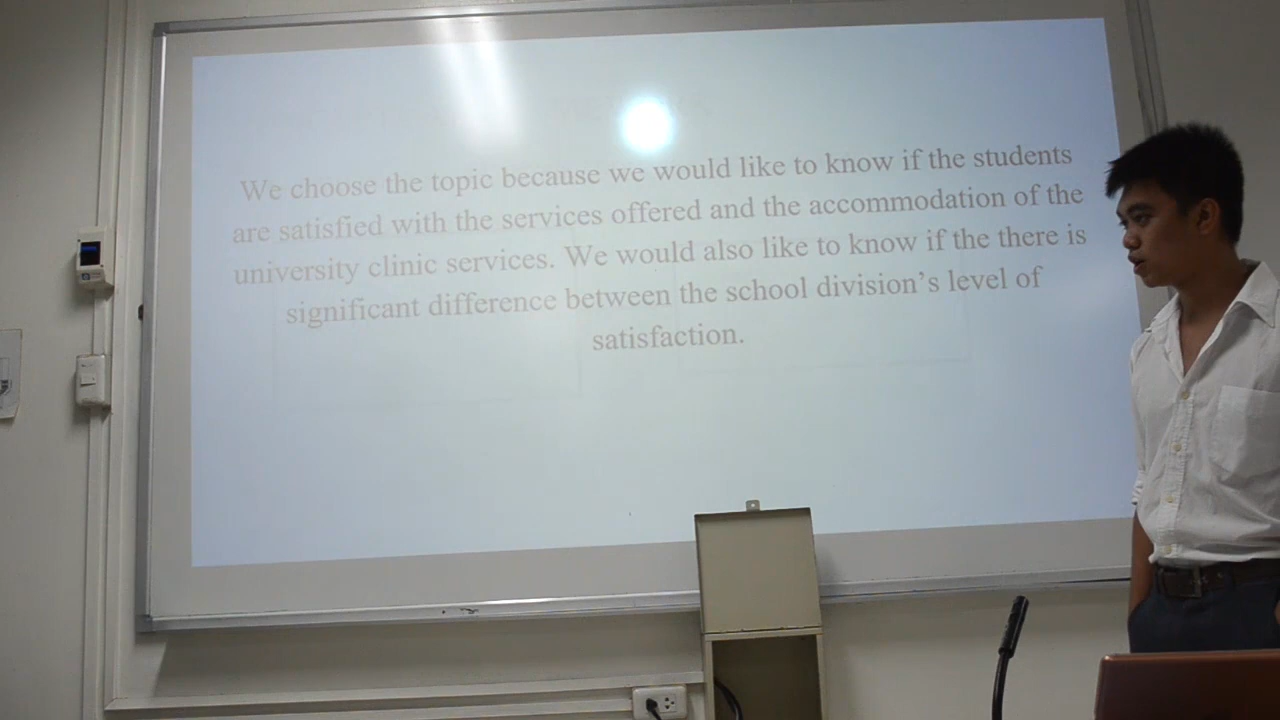 We choose the topic because we would like to know if the students
are satisfied with the services offered and the accommodation of the
university clinic services. We would also like to know if the there is
significant difference between the school division’s level of
satisfaction.